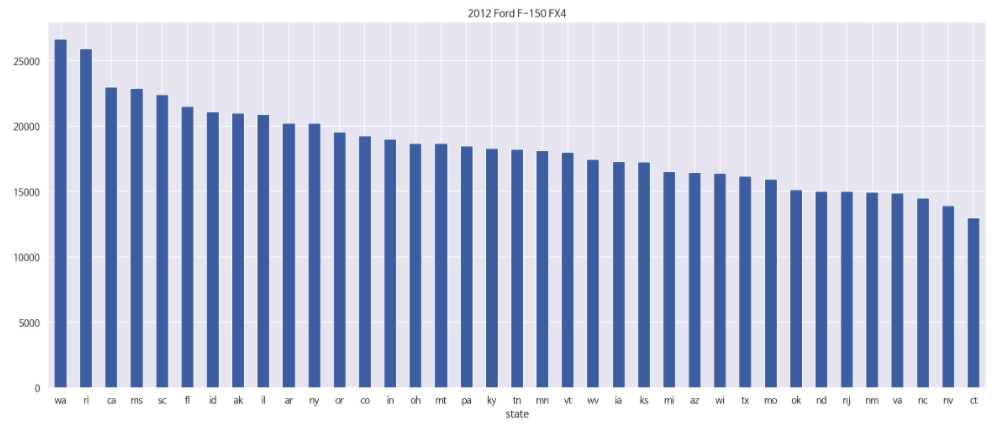 2012 Ford F-150 FX4
25000
20000
15000
10000
5000
0
wa ri ca ms sc fl id ak il ar ny or co in oh mt pa ky tn mn vt wv ia ks mi az wi tx mo ok nd nj nm va nc nv ct
state